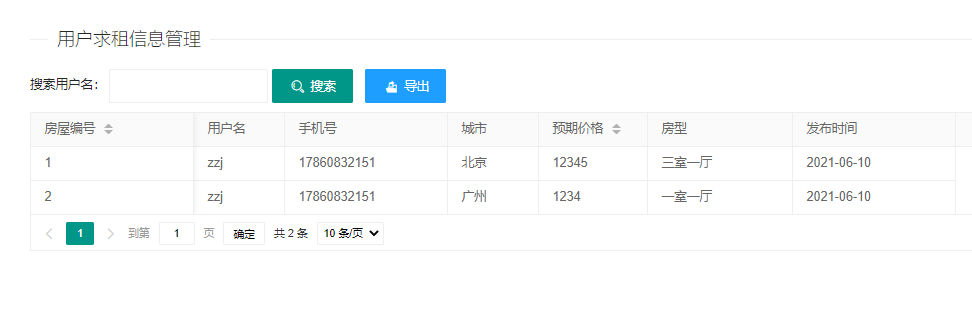 用户求租信息管理
搜索用户名： 搜索 导出
房屋编号 用户名 手机号 城市 预期价格 房型 发布时间
1 zzj 17860832151 北京 12345 三室一厅 2021-06-10
2 zzj 17860832151 广州 1234 一室一厅 2021-06-10
1 到第 1 页 确定 共 2 条 10 条/页